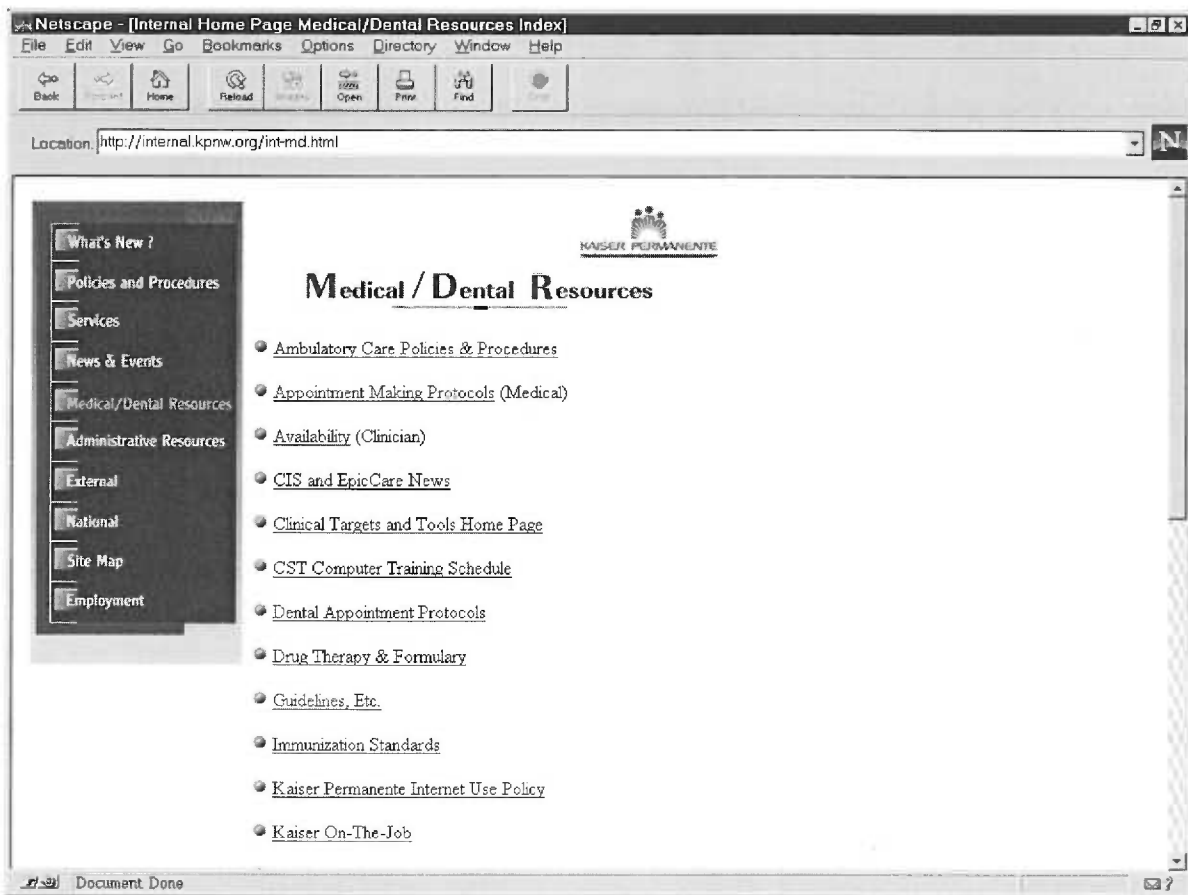 Netscape - [Internal Home Page Medical/Dental Resources Index]
File Edit View Go Bookmarks Options Directory Window Help
Back Home Reload Open Print Find
Location: http://internal.kpnw.org/int-md.html
N
KAISER PERMANENTE
Medical / Dental Resources
What's New ?
Policies and Procedures
Services
News & Events
Medical/Dental Resources
Administrative Resources
External
National
Site Map
Employment
Ambulatory Care Policies & Procedures
Appointment Making Protocols (Medical)
Availability (Clinician)
CIS and EpicCare News
Clinical Targets and Tools Home Page
CST Computer Training Schedule
Dental Appointment Protocols
Drug Therapy & Formulary
Guidelines, Etc.
Immunization Standards
Kaiser Permanente Internet Use Policy
Kaiser On-The-Job
Document Done